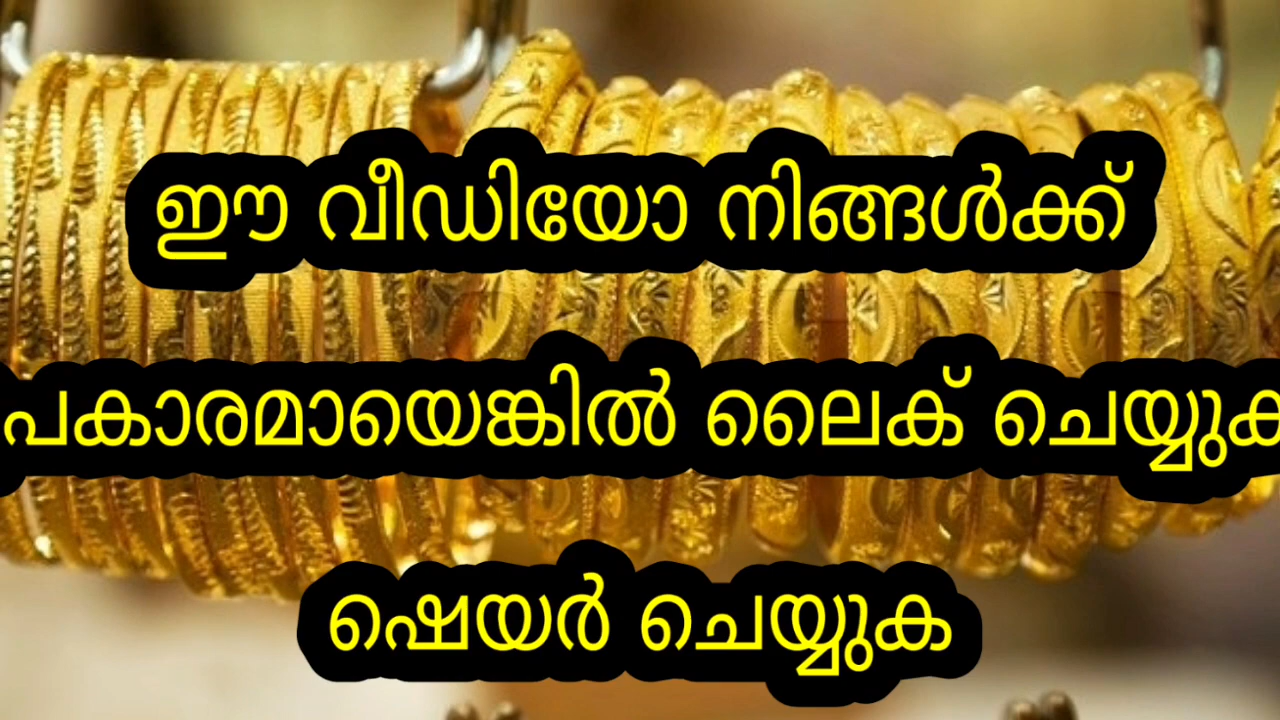 ഈ വീഡിയോ നിങ്ങൾക്ക്
പകാരമായെങ്കിൽ ലൈക് ചെയ്യുക
ഷെയർ ചെയ്യുക